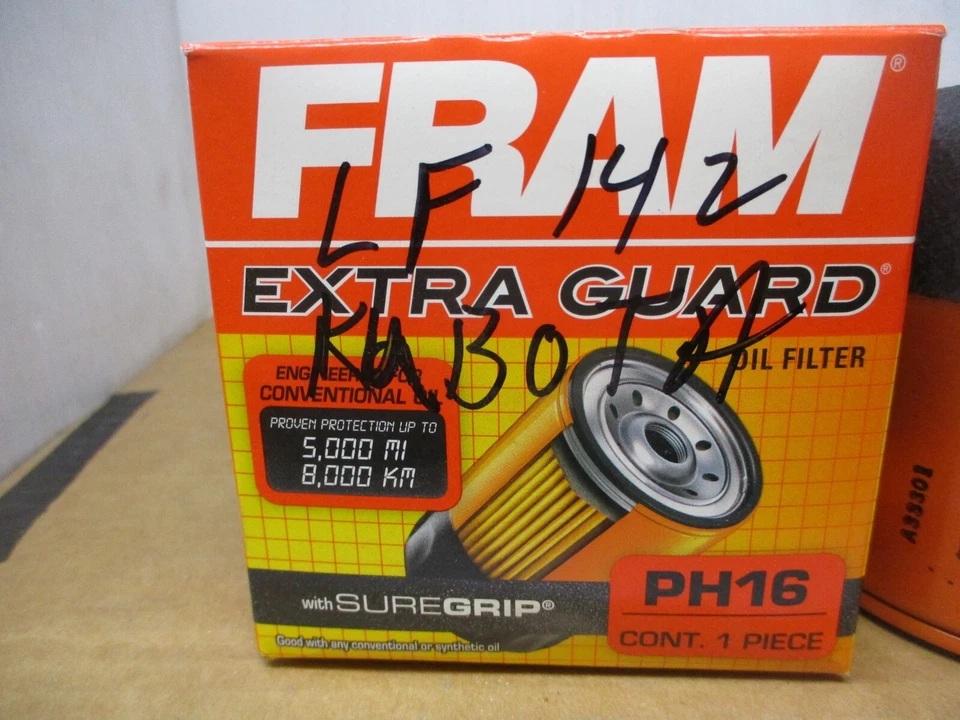 FRAM®
LF 142
EXTRA GUARD®
KUBOTA
OIL FILTER
ENGINEERED FOR
CONVENTIONAL OIL
PROVEN PROTECTION UP TO
5,000 MI
8,000 KM
with SUREGRIP®
PH16
CONT. 1 PIECE
Good with any conventional or synthetic oil
A38301